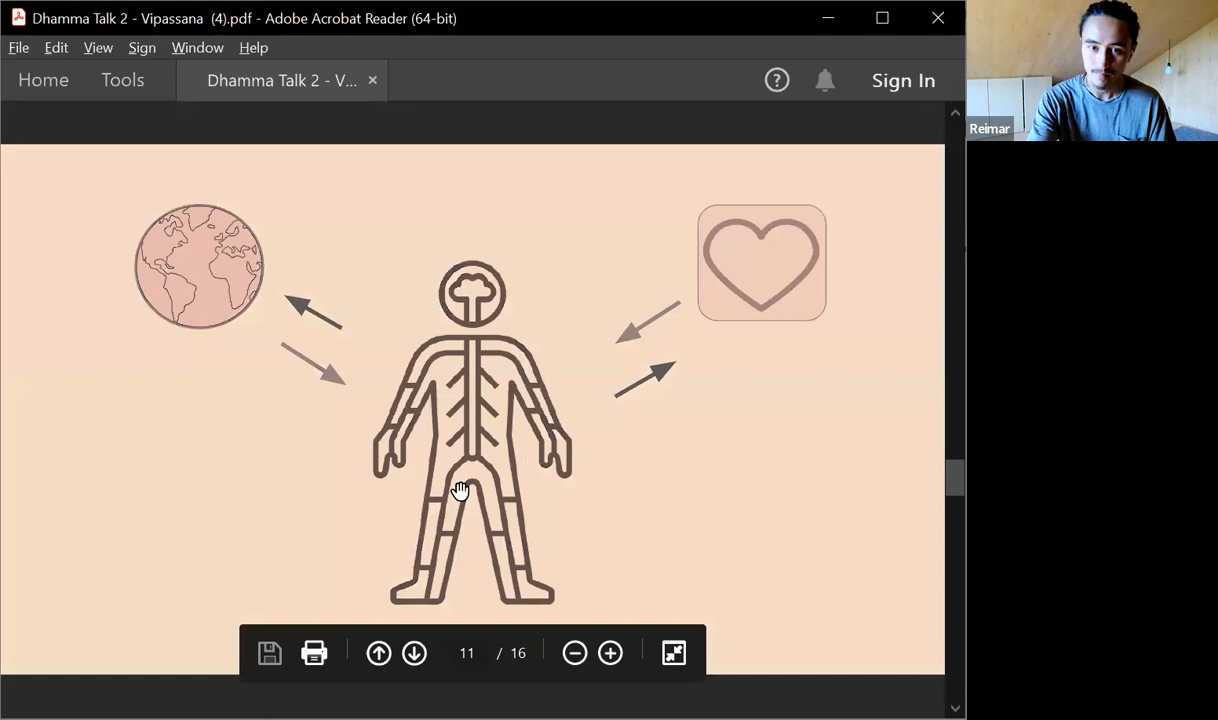 Dhamma Talk 2 - Vipassana (4).pdf - Adobe Acrobat Reader (64-bit)
File Edit View Sign Window Help
Home Tools Dhamma Talk 2 - V... × Sign In
Reimar
11 / 16